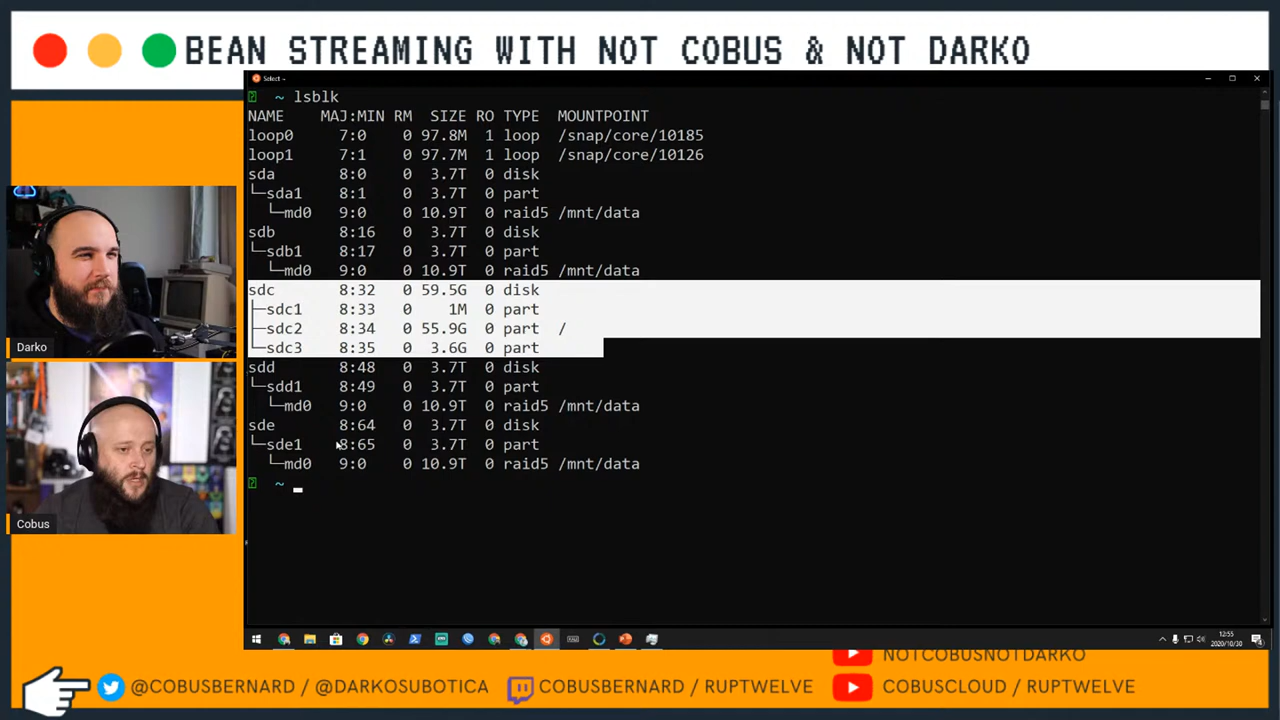 BEAN STREAMING WITH NOT COBUS & NOT DARKO
Select ~
~ lsblk
NAME MAJ:MIN RM SIZE RO TYPE MOUNTPOINT
loop0 7:0 0 97.8M 1 loop /snap/core/10185
loop1 7:1 0 97.7M 1 loop /snap/core/10126
sda 8:0 0 3.7T 0 disk
└─sda1 8:1 0 3.7T 0 part
└─md0 9:0 0 10.9T 0 raid5 /mnt/data
sdb 8:16 0 3.7T 0 disk
└─sdb1 8:17 0 3.7T 0 part
└─md0 9:0 0 10.9T 0 raid5 /mnt/data
sdc 8:32 0 59.5G 0 disk
├─sdc1 8:33 0 1M 0 part
├─sdc2 8:34 0 55.9G 0 part /
└─sdc3 8:35 0 3.6G 0 part
sdd 8:48 0 3.7T 0 disk
└─sdd1 8:49 0 3.7T 0 part
└─md0 9:0 0 10.9T 0 raid5 /mnt/data
sde 8:64 0 3.7T 0 disk
└─sde1 8:65 0 3.7T 0 part
└─md0 9:0 0 10.9T 0 raid5 /mnt/data
~
Darko
Cobus
12:55
2020/10/30
NOTCOBUSNOTDARKO
@COBUSBERNARD / @DARKOSUBOTICA
COBUSBERNARD / RUPTWELVE
COBUSCLOUD / RUPTWELVE